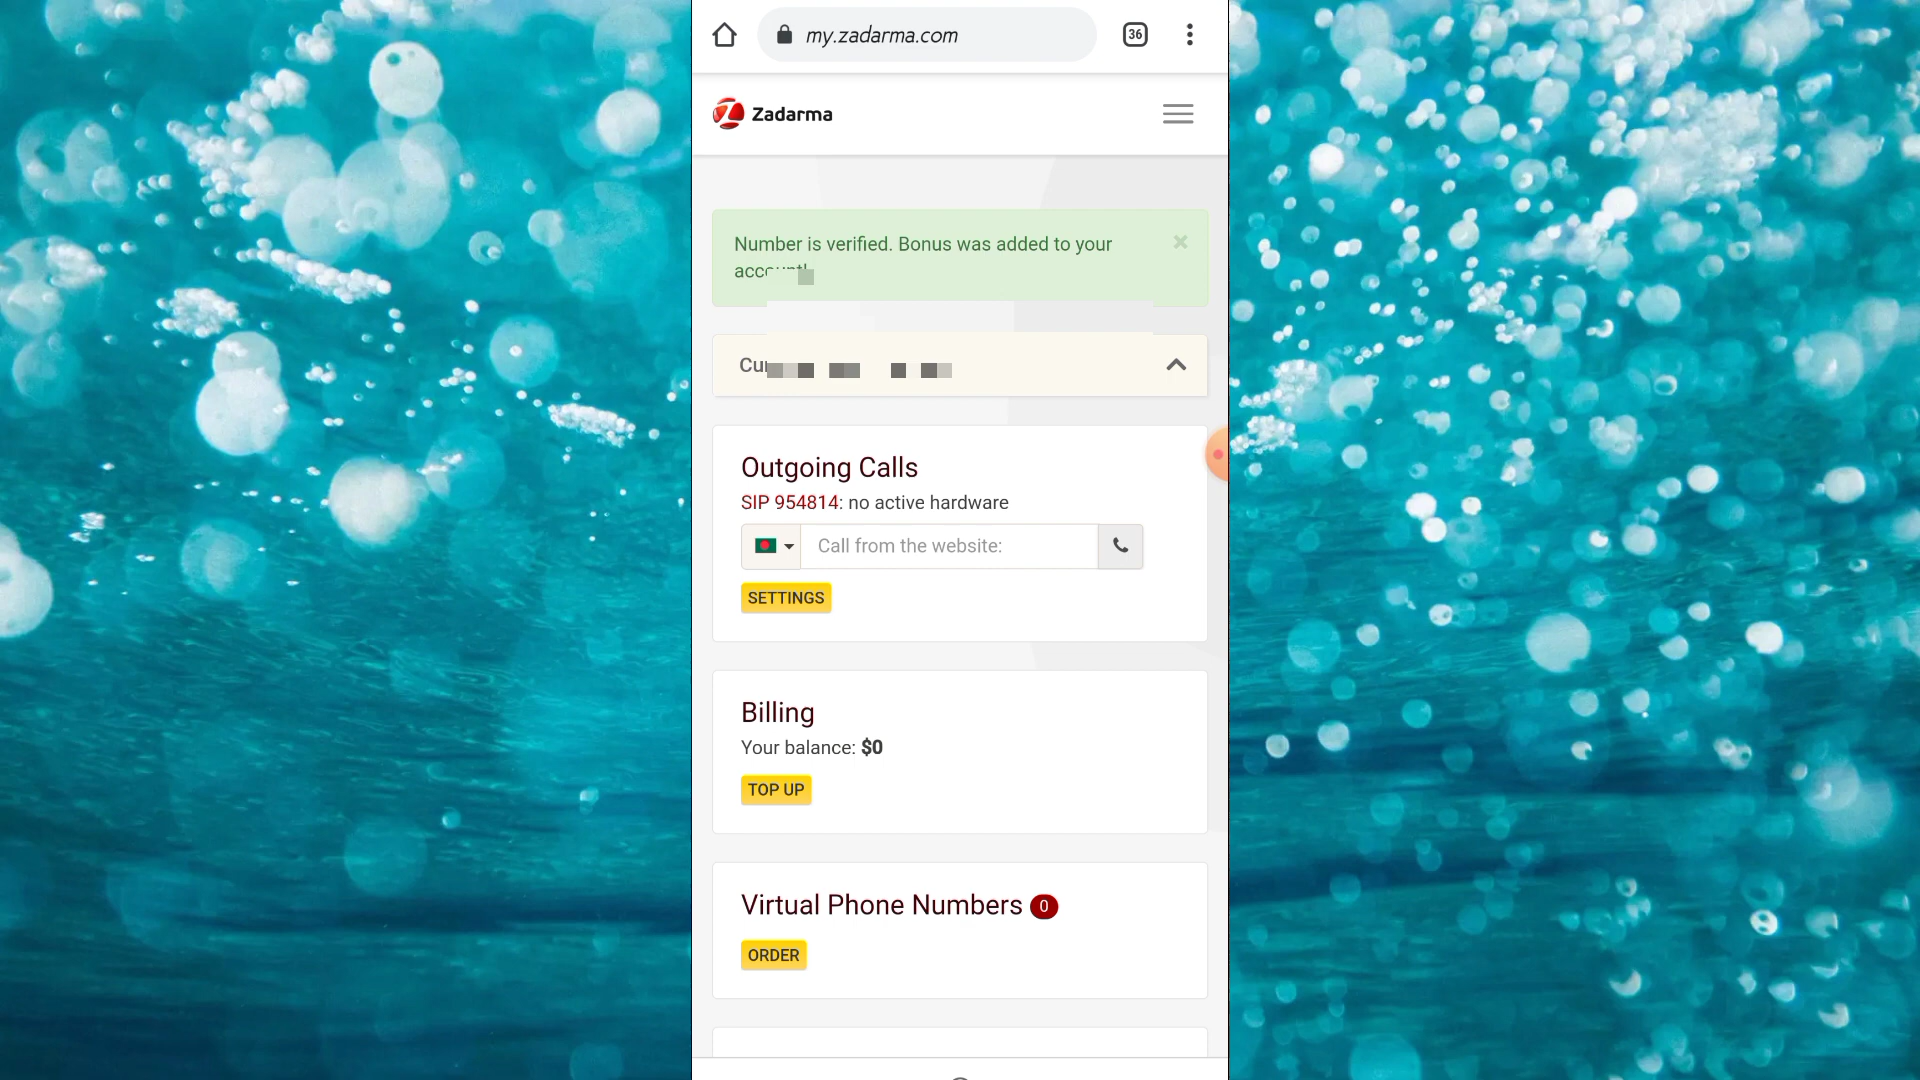 my.zadarma.com
36
Zadarma
Number is verified. Bonus was added to your
Outgoing Calls
SIP 954814: no active hardware
Call from the website:
SETTINGS
Billing
Your balance: $0
TOP UP
Virtual Phone Numbers 0
ORDER